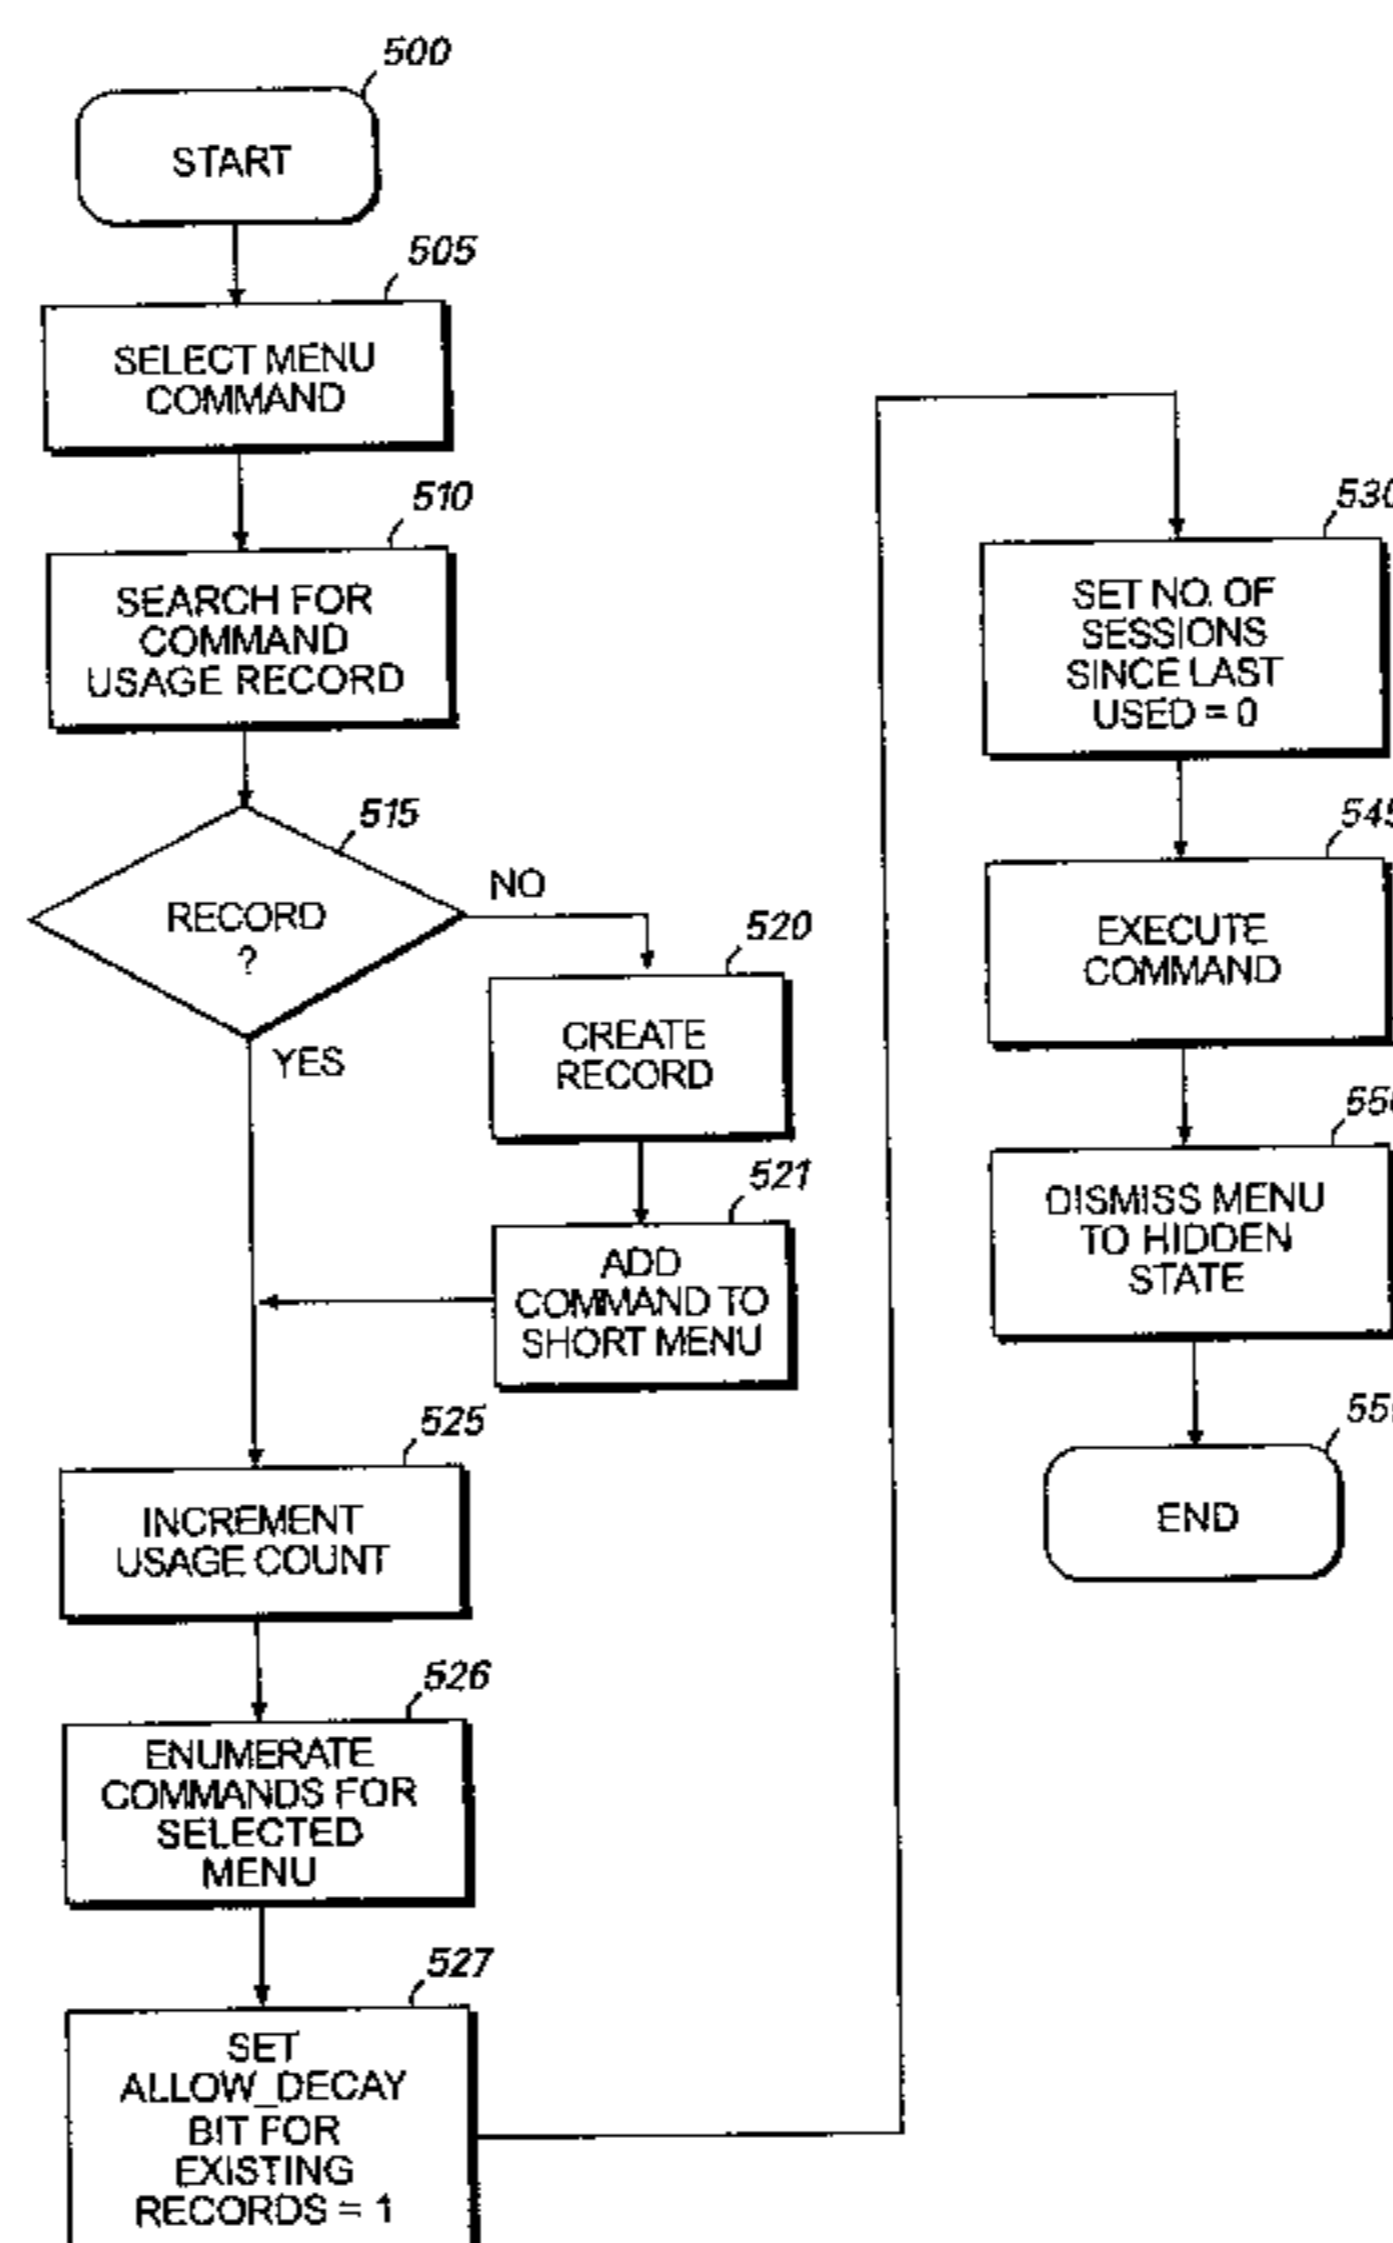 500
START
505
SELECT MENU
COMMAND
510
SEARCH FOR
COMMAND
USAGE RECORD
515
RECORD
?
NO
YES
520
CREATE
RECORD
521
ADD
COMMAND TO
SHORT MENU
525
INCREMENT
USAGE COUNT
526
ENUMERATE
COMMANDS FOR
SELECTED
MENU
527
SET
ALLOW_DECAY
BIT FOR
EXISTING
RECORDS = 1
530
SET NO. OF
SESSIONS
SINCE LAST
USED = 0
545
EXECUTE
COMMAND
DISMISS MENU
TO HIDDEN
STATE
END